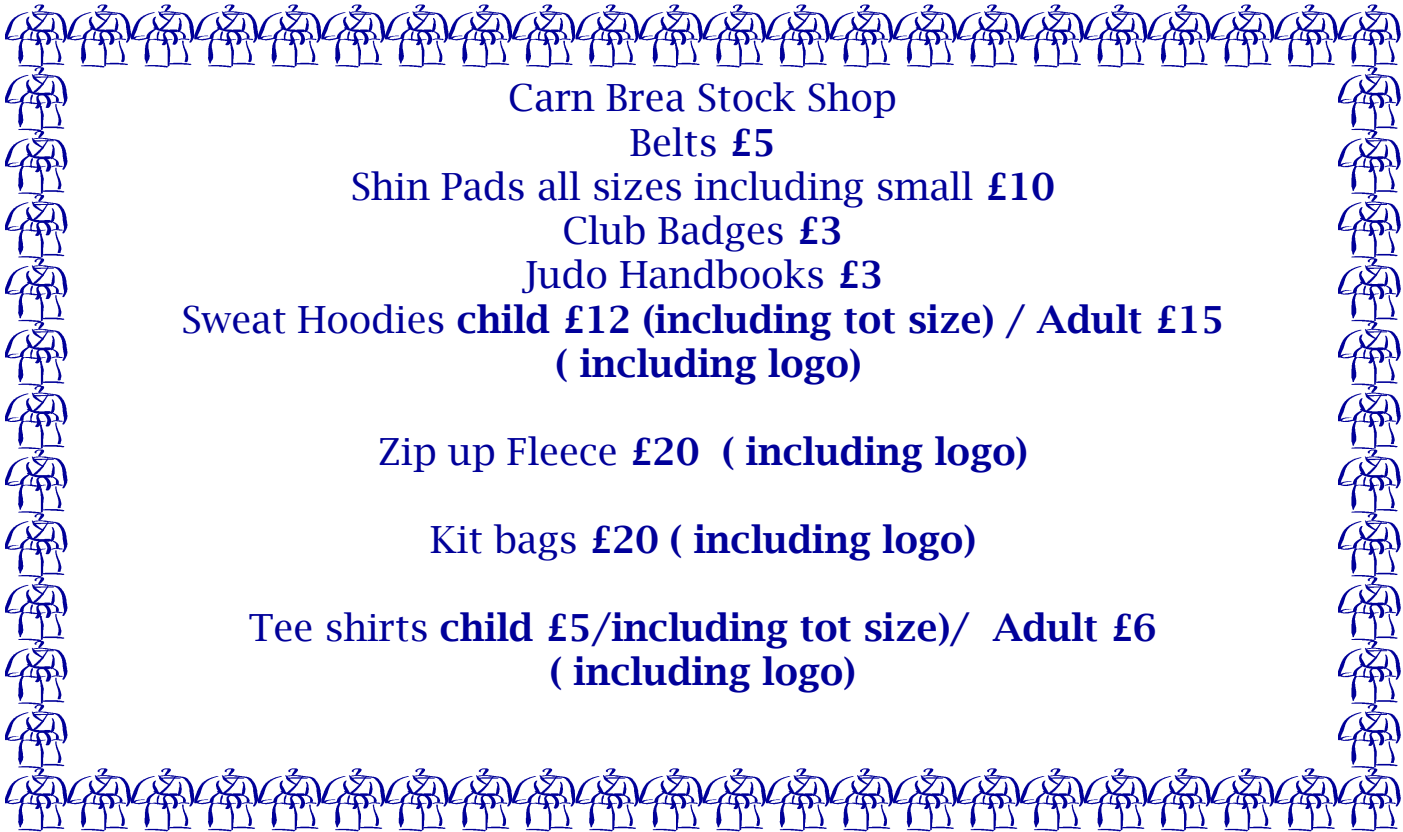 Carn Brea Stock Shop
Belts £5
Shin Pads all sizes including small £10
Club Badges £3
Judo Handbooks £3
Sweat Hoodies child £12 (including tot size) / Adult £15
( including logo)
Zip up Fleece £20  ( including logo)
Kit bags £20 ( including logo)
Tee shirts child £5/including tot size)/  Adult £6
( including logo)